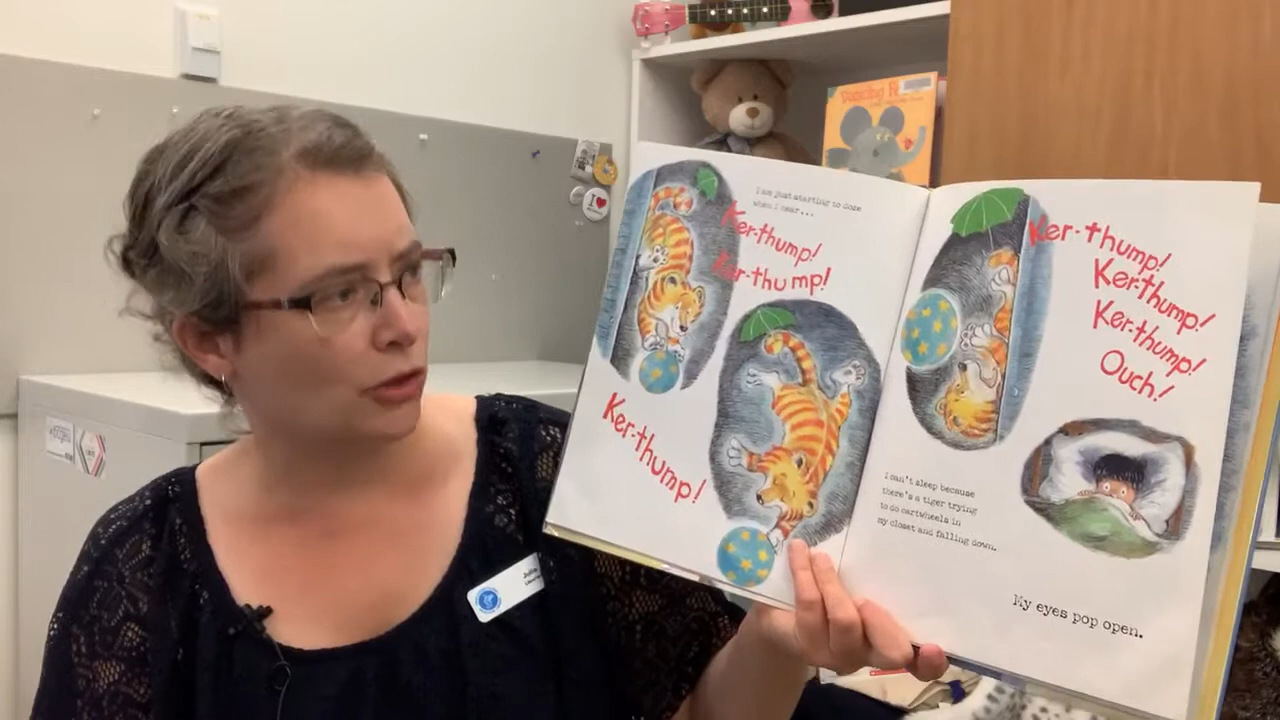 Dancing
I
I am just starting to doze
when I hear...
Ker-thump!
Ker-thump!
Ker-thump!
Ker-thump!
Ker-thump!
Ker-thump!
Ouch!
I can't sleep because
there's a tiger trying
to do cartwheels in
my closet and falling down.
My eyes pop open.
Julie